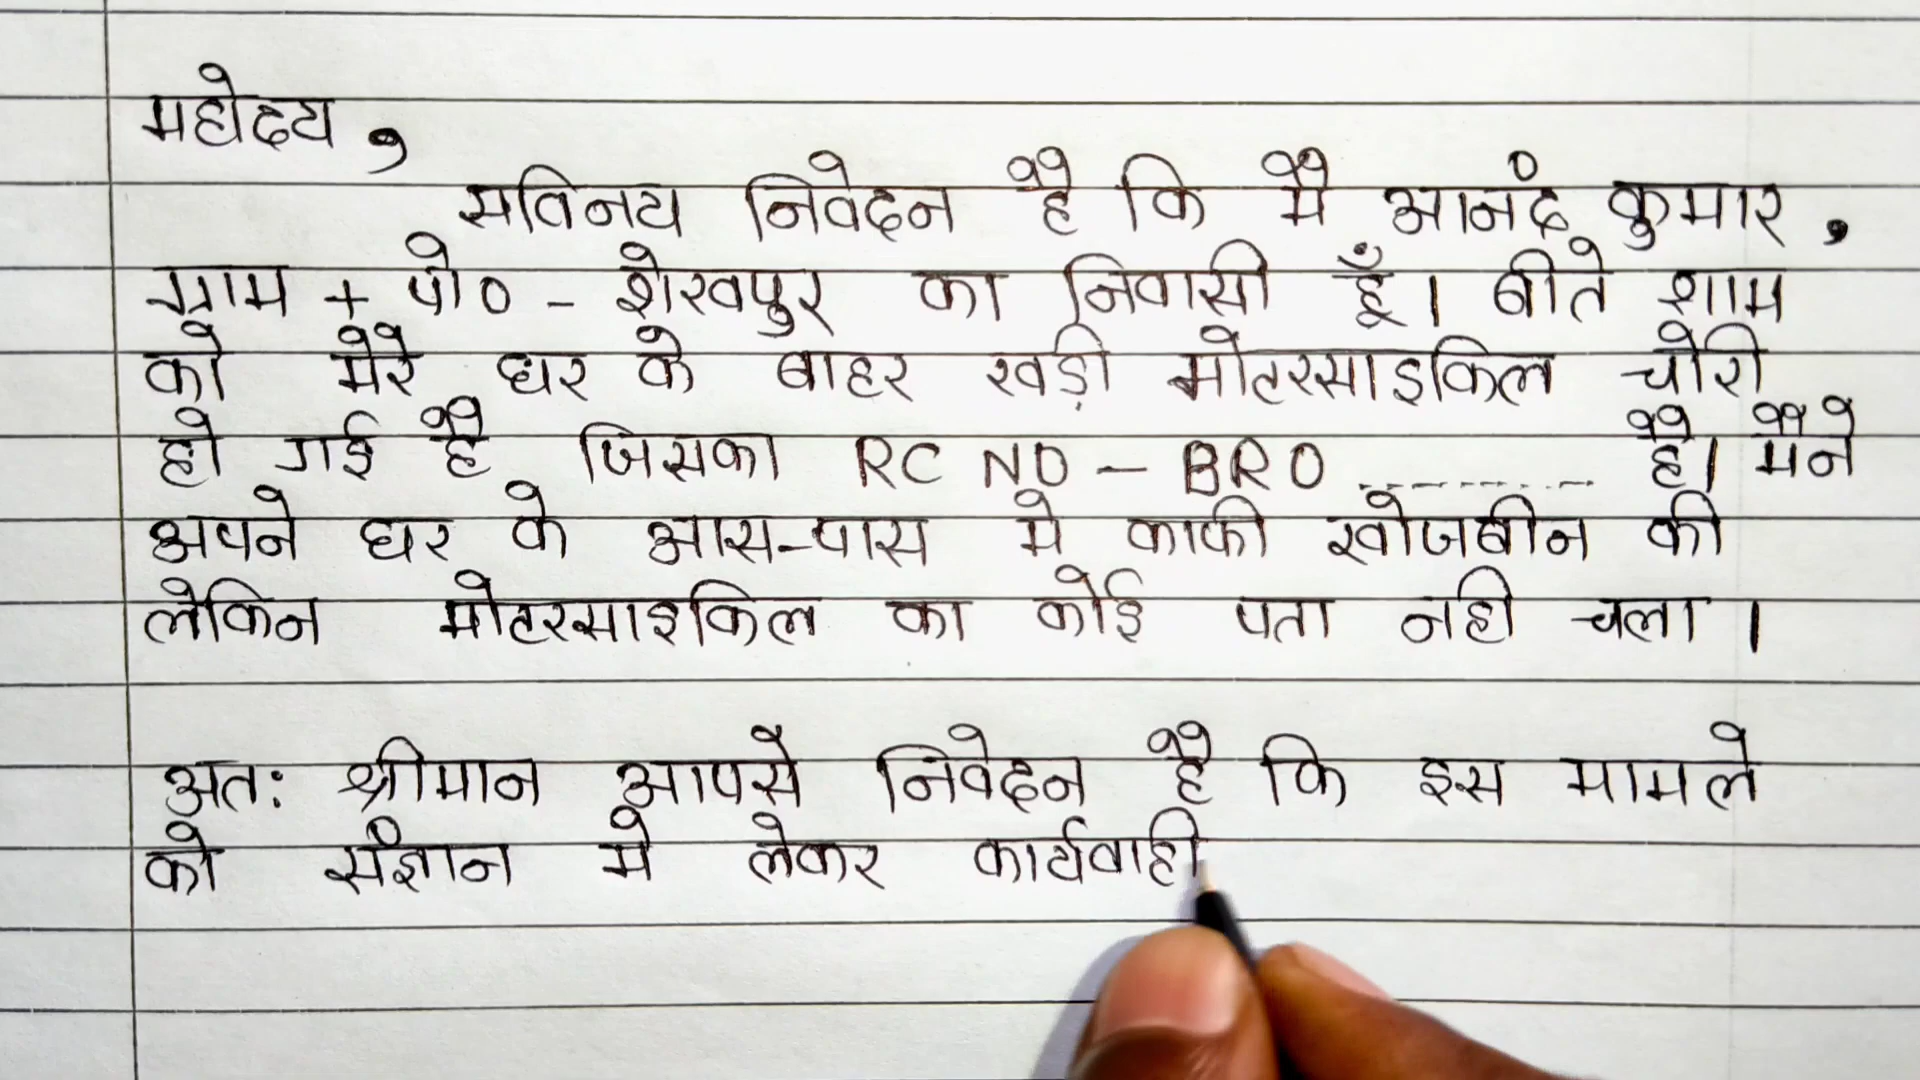 महोदय,
सविनय निवेदन है कि मै आनंद कुमार,
ग्राम + पो० - शेखपुर का निवासी हूँ। बीते शाम
को मेरे घर के बाहर खड़ी मोटरसाइकिल चोरी
हो गई है जिसका RC NO - BR0 .......... है। मैने
अपने घर के आस-पास मे काफी खोजबीन की
लेकिन मोटरसाइकिल का कोई पता नही चला।
अतः श्रीमान आपसे निवेदन है कि इस मामले
को संज्ञान मे लेकर कार्यवाही